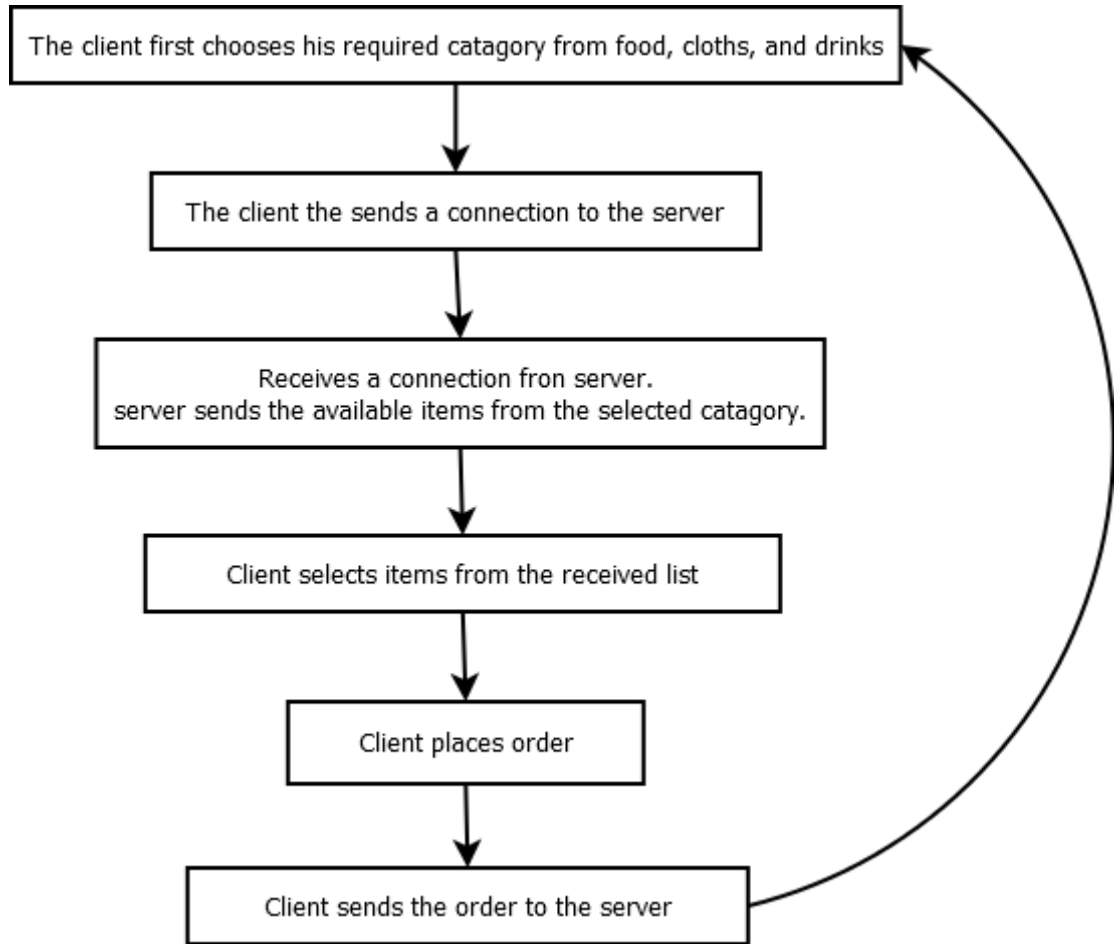 The client first chooses his required catagory from food, cloths, and drinks
The client the sends a connection to the server
Receives a connection fron server.
server sends the available items from the selected catagory.
Client selects items from the received list
Client places order
Client sends the order to the server